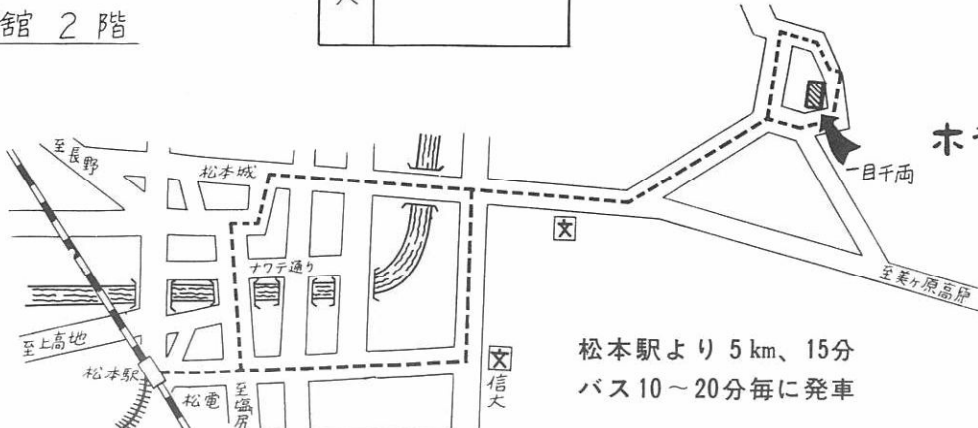 館 2 階
至長野
松本城
一目千両
ナワテ通り
至美ヶ原高原
至上高地
松本駅
松電
至塩尻
文
文
信大
松本駅より 5 km、15分
バス10～20分毎に発車